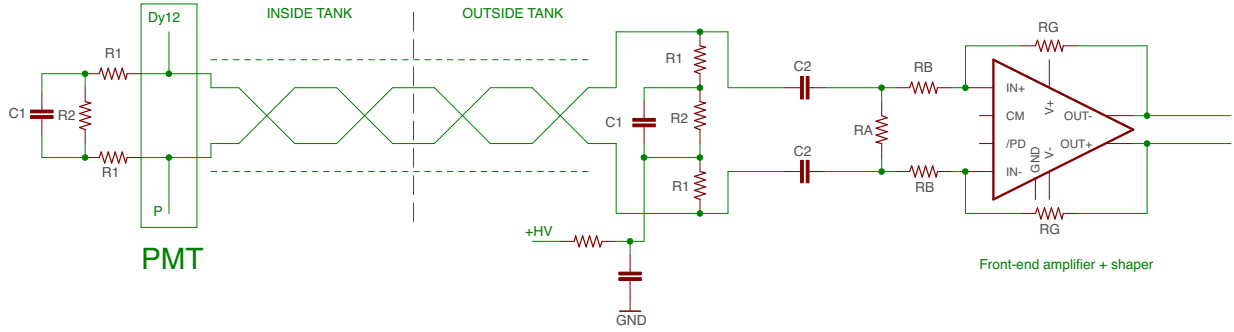 INSIDE TANK
OUTSIDE TANK
Dy12
R1
C1
R2
R1
P
PMT
R1
C1
R2
R1
+HV
GND
C2
C2
RA
RB
RB
RG
IN+
CM
/PD
IN-
V+
OUT-
OUT+
V-
GND
RG
Front-end amplifier + shaper